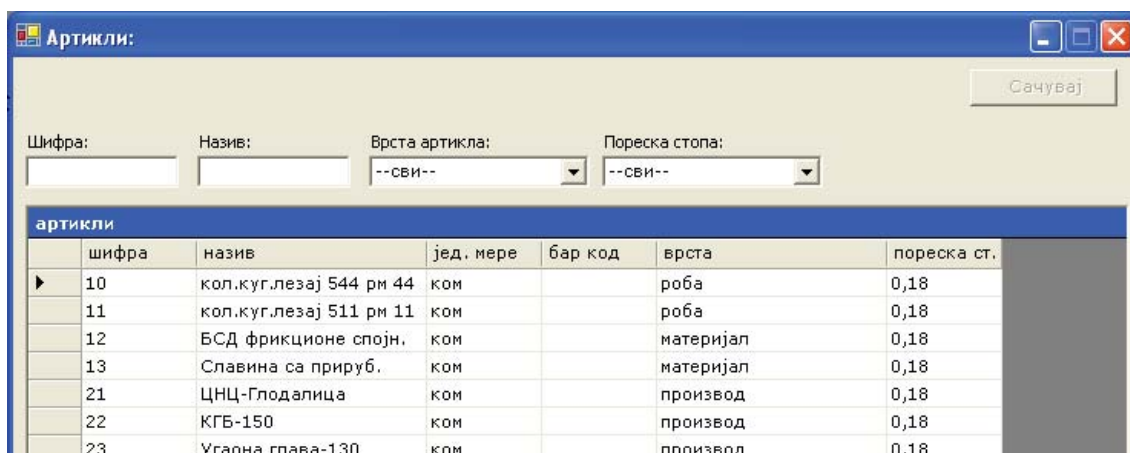 Артикли:
Сачувај
Шифра: Назив: Врста артикла: Пореска стопа:
--сви-- --сви--
артикли
шифра назив јед. мере бар код врста пореска ст.
10 кол.куг.лезај 544 рм 44 ком роба 0,18
11 кол.куг.лезај 511 рм 11 ком роба 0,18
12 БСД фрикционе спојн. ком материјал 0,18
13 Славина са прируб. ком материјал 0,18
21 ЦНЦ-Глодалица ком производ 0,18
22 КГБ-150 ком производ 0,18
23 Угаона глава-130 ком производ 0,18